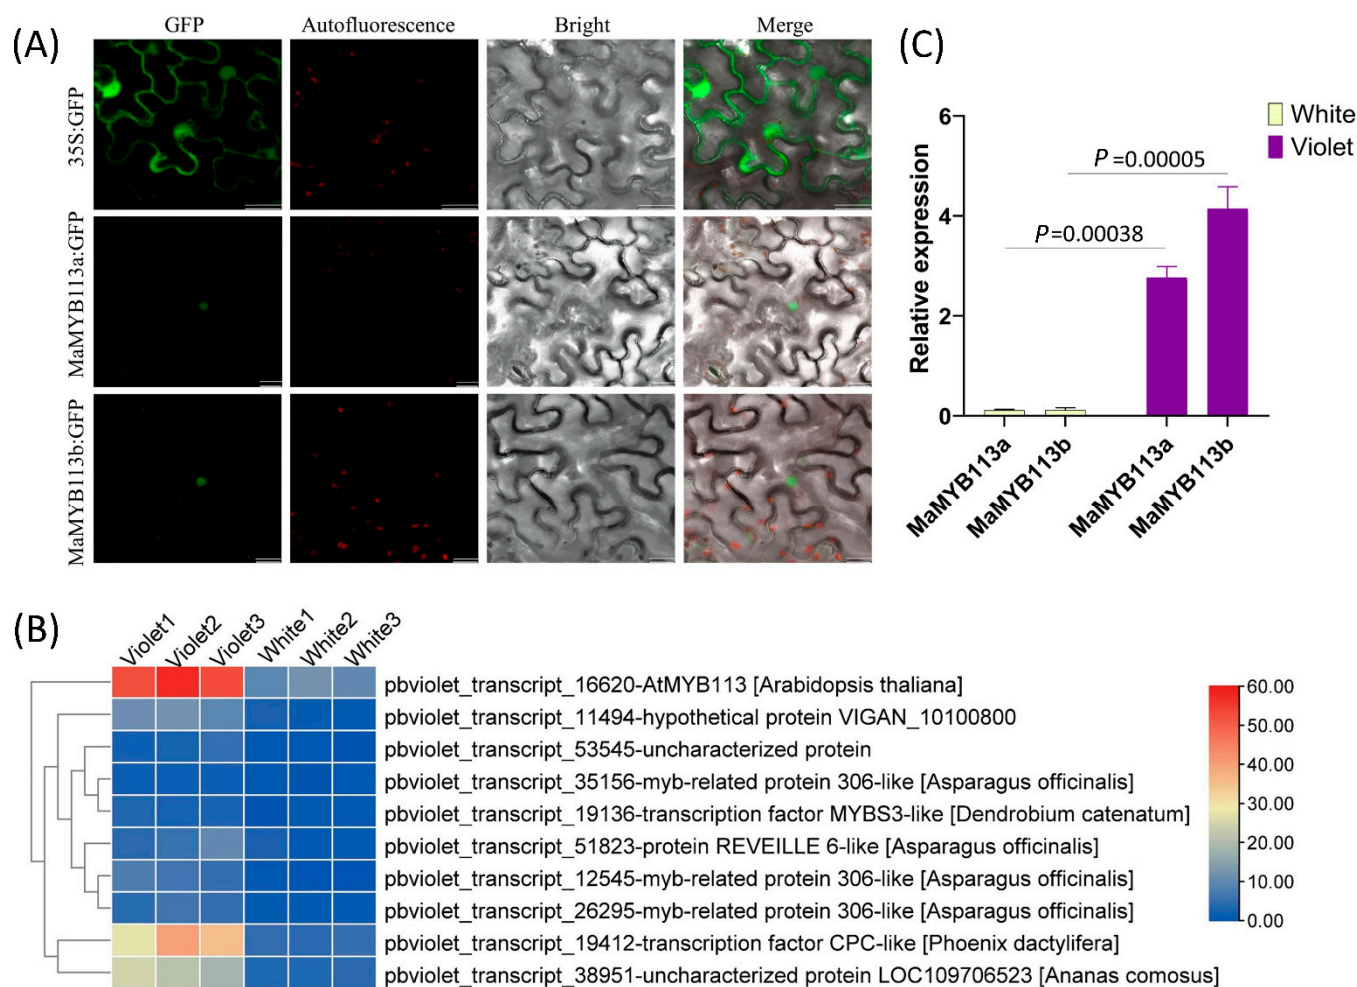 (A)
GFP
Autofluorescence
Bright
Merge
35S:GFP
MaMYB113a:GFP
MaMYB113b:GFP
(C)
White
Violet
Relative expression
6
4
2
0
P=0.00005
P=0.00038
MaMYB113a
MaMYB113b
MaMYB113a
MaMYB113b
(B)
Violet1
Violet2
Violet3
White1
White2
White3
pbviolet_transcript_16620-AtMYB113 [Arabidopsis thaliana]
pbviolet_transcript_11494-hypothetical protein VIGAN_10100800
pbviolet_transcript_53545-uncharacterized protein
pbviolet_transcript_35156-myb-related protein 306-like [Asparagus officinalis]
pbviolet_transcript_19136-transcription factor MYBS3-like [Dendrobium catenatum]
pbviolet_transcript_51823-protein REVEILLE 6-like [Asparagus officinalis]
pbviolet_transcript_12545-myb-related protein 306-like [Asparagus officinalis]
pbviolet_transcript_26295-myb-related protein 306-like [Asparagus officinalis]
pbviolet_transcript_19412-transcription factor CPC-like [Phoenix dactylifera]
pbviolet_transcript_38951-uncharacterized protein LOC109706523 [Ananas comosus]
60.00
50.00
40.00
30.00
20.00
10.00
0.00